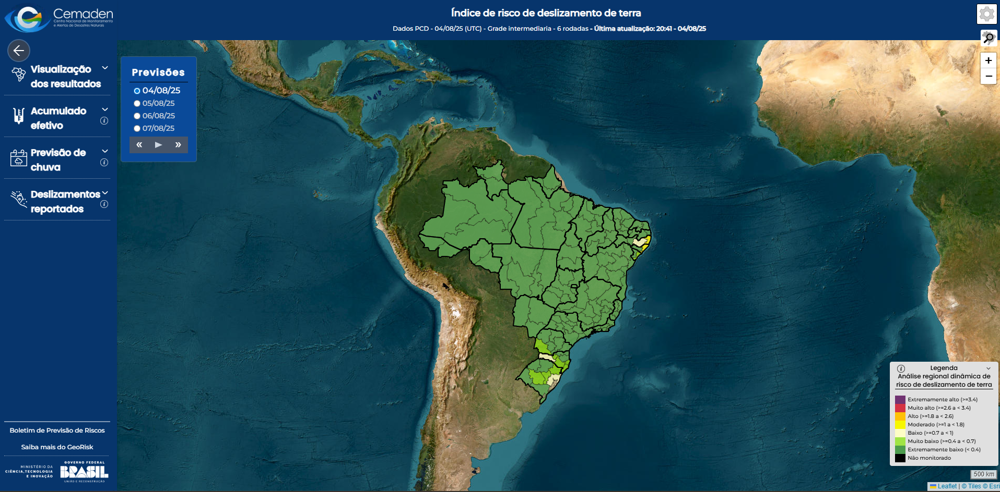 Cemaden
Centro Nacional de Monitoramento
e Alertas de Desastres Naturais
Índice de risco de deslizamento de terra
Dados PCD - 04/08/25 (UTC) - Grade intermediaria - 6 rodadas - Última atualização: 20:41 - 04/08/25
Visualização
dos resultados
Acumulado
efetivo
i
Previsão de
chuva
i
Deslizamentos
reportados
i
Previsões
04/08/25
05/08/25
06/08/25
07/08/25
« ▶ »
+
−
i Legenda
Análise regional dinâmica de
risco de deslizamento de terra
Extremamente alto (>=3.4)
Muito alto (>=2.6 a < 3.4)
Alto (>=1.8 a < 2.6)
Moderado (>=1 a < 1.8)
Baixo (>=0.7 a < 1)
Muito baixo (>=0.4 a < 0.7)
Extremamente baixo (< 0.4)
Não monitorado
500 km
Leaflet | © Tiles © Esri
Boletim de Previsão de Riscos
Saiba mais do GeoRisk
MINISTÉRIO DA
CIÊNCIA, TECNOLOGIA
E INOVAÇÃO
GOVERNO FEDERAL
BRASIL
UNIÃO E RECONSTRUÇÃO